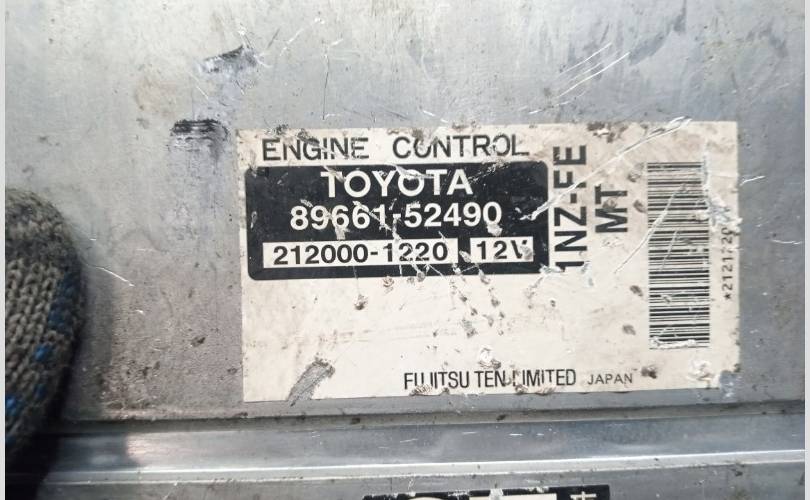 ENGINE CONTROL
TOYOTA
89661-52490
212000-1220 12V
1NZ-FE
MT
FUJITSU TEN LIMITED JAPAN